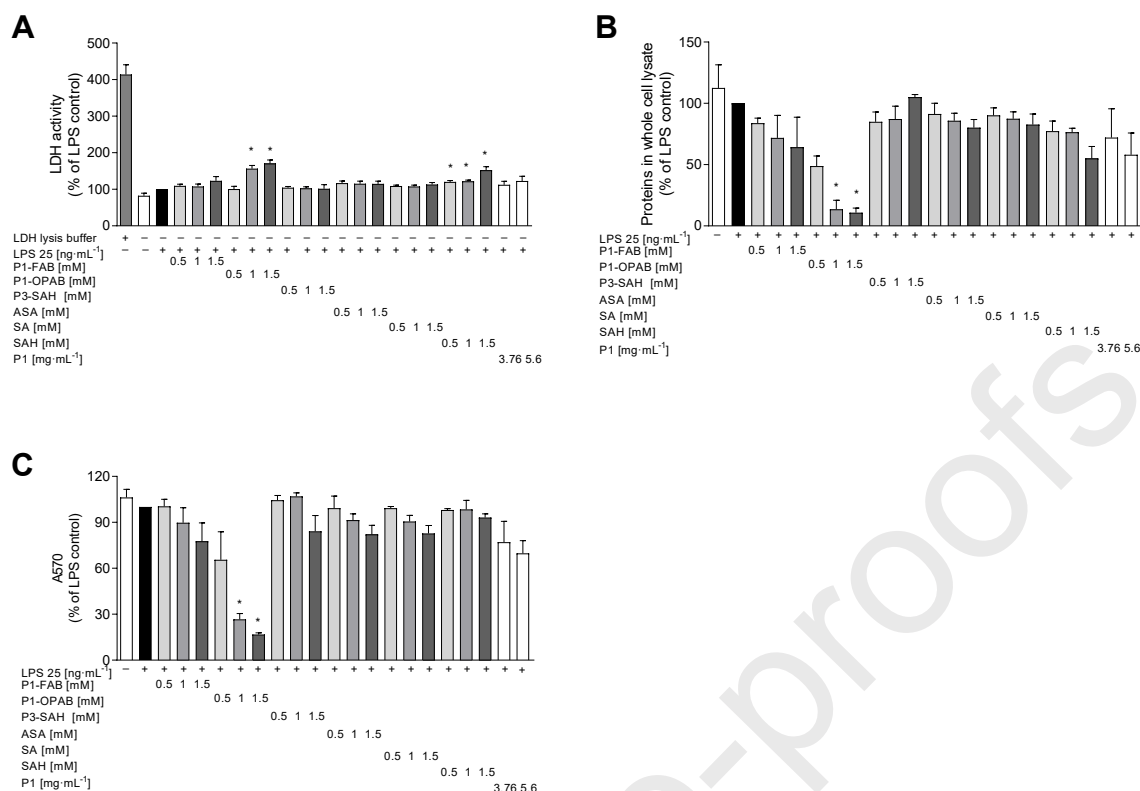 A
500
400
300
200
100
0
LDH activity
(% of LPS control)
* * * * *
LDH lysis buffer + – – – – – – – – – – – – – – – – – – – – – –
LPS 25 [ng·mL-1] – – + + + + + + + + + + + + + + + + + + + + +
P1-FAB [mM] 0.5 1 1.5
P1-OPAB [mM] 0.5 1 1.5
P3-SAH [mM] 0.5 1 1.5
ASA [mM] 0.5 1 1.5
SA [mM] 0.5 1 1.5
SAH [mM] 0.5 1 1.5
P1 [mg·mL-1] 3.76 5.6
B
150
100
50
0
Proteins in whole cell lysate
(% of LPS control)
* *
LPS 25 [ng·mL-1] – + + + + + + + + + + + + + + + + + + + + +
P1-FAB [mM] 0.5 1 1.5
P1-OPAB [mM] 0.5 1 1.5
P3-SAH [mM] 0.5 1 1.5
ASA [mM] 0.5 1 1.5
SA [mM] 0.5 1 1.5
SAH [mM] 0.5 1 1.5
P1 [mg·mL-1] 3.76 5.6
C
120
90
60
30
0
A570
(% of LPS control)
* *
LPS 25 [ng·mL-1] – + + + + + + + + + + + + + + + + + + + + +
P1-FAB [mM] 0.5 1 1.5
P1-OPAB [mM] 0.5 1 1.5
P3-SAH [mM] 0.5 1 1.5
ASA [mM] 0.5 1 1.5
SA [mM] 0.5 1 1.5
SAH [mM] 0.5 1 1.5
P1 [mg·mL-1] 3.76 5.6
-proofs